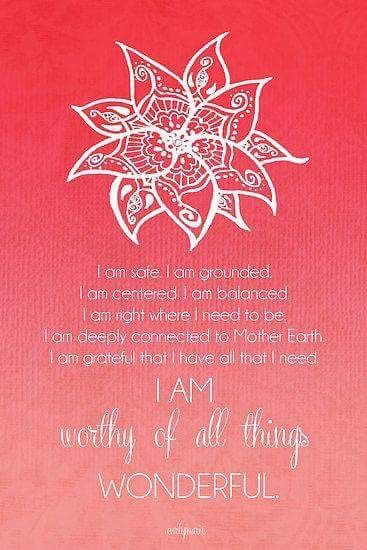 I am safe. I am grounded.
I am centered. I am balanced.
I am right where I need to be.
I am deeply connected to Mother Earth.
I am grateful that I have all that I need.
I AM
worthy of all things
WONDERFUL.